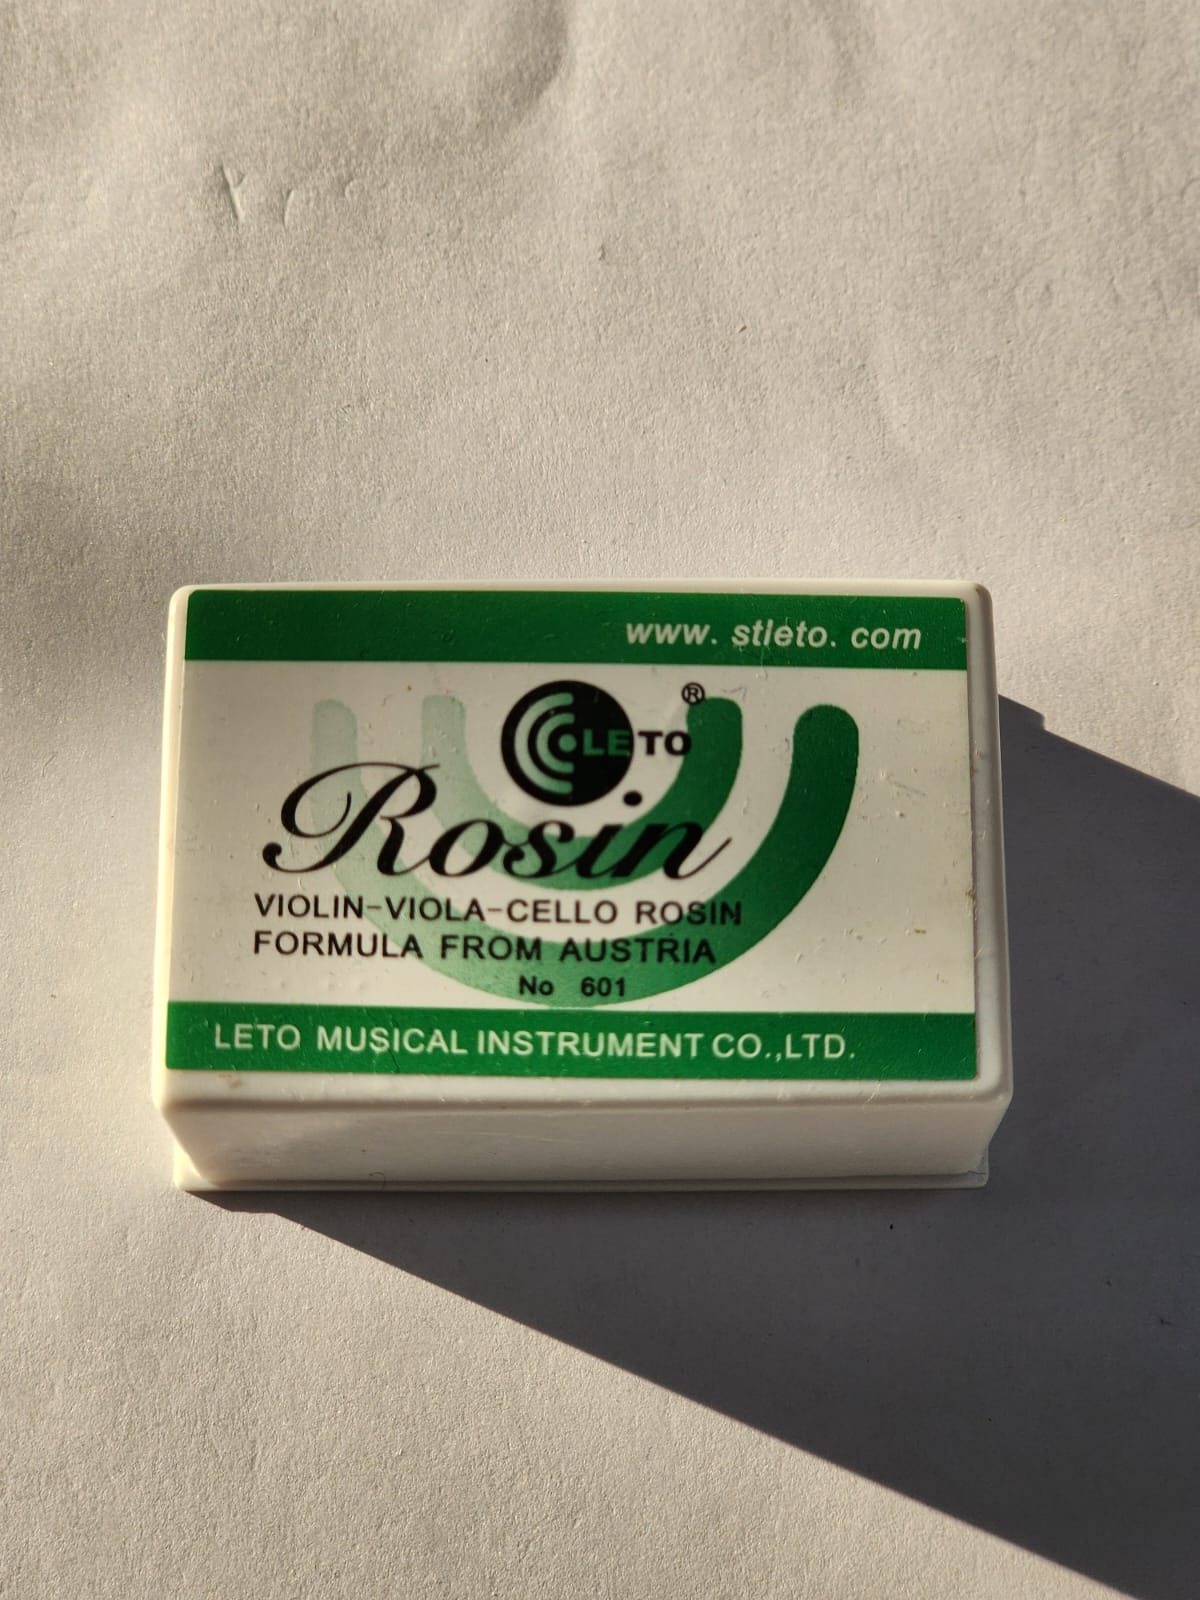 www. stleto. com
LETO ®
Rosin
VIOLIN-VIOLA-CELLO ROSIN
FORMULA FROM AUSTRIA
No 601
LETO MUSICAL INSTRUMENT CO.,LTD.